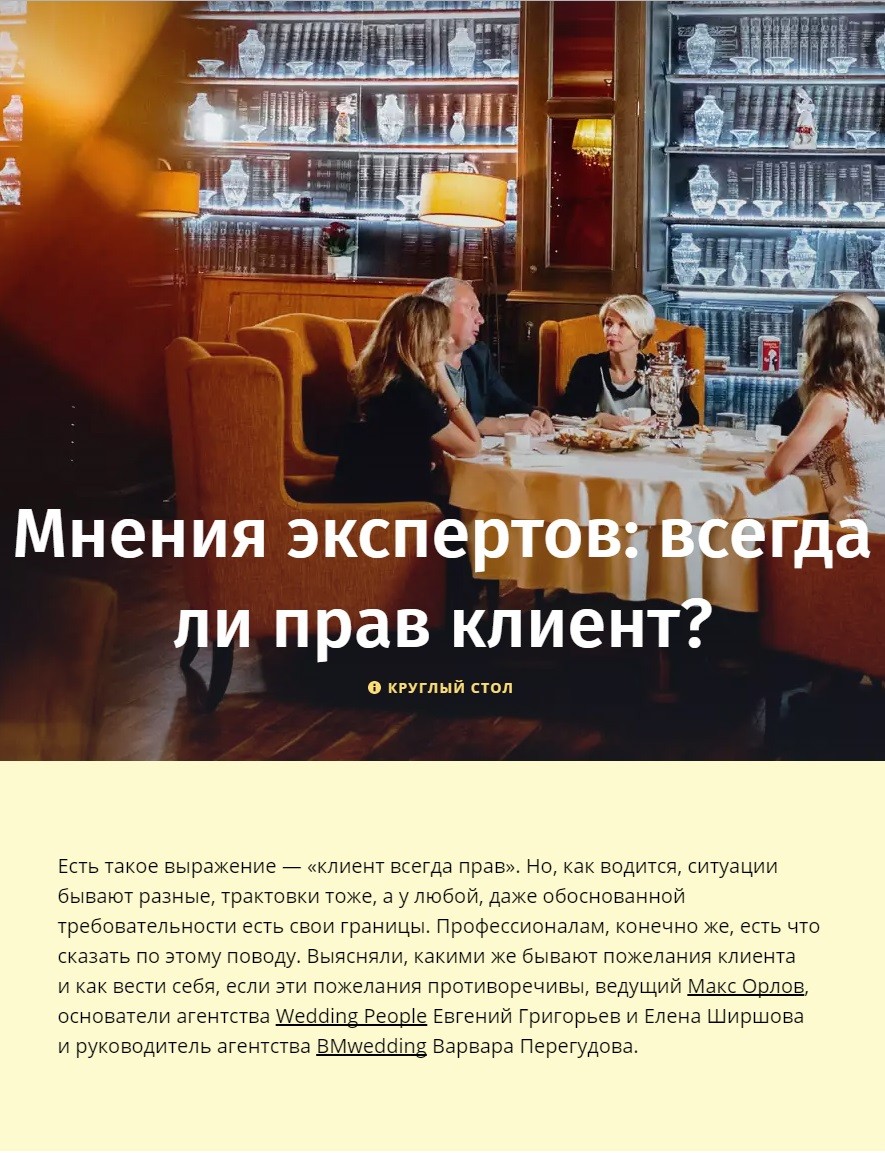 Мнения экспертов: всегда
ли прав клиент?
КРУГЛЫЙ СТОЛ
Есть такое выражение — «клиент всегда прав». Но, как водится, ситуации
бывают разные, трактовки тоже, а у любой, даже обоснованной
требовательности есть свои границы. Профессионалам, конечно же, есть что
сказать по этому поводу. Выясняли, какими же бывают пожелания клиента
и как вести себя, если эти пожелания противоречивы, ведущий Макс Орлов,
основатели агентства Wedding People Евгений Григорьев и Елена Ширшова
и руководитель агентства BMwedding Варвара Перегудова.